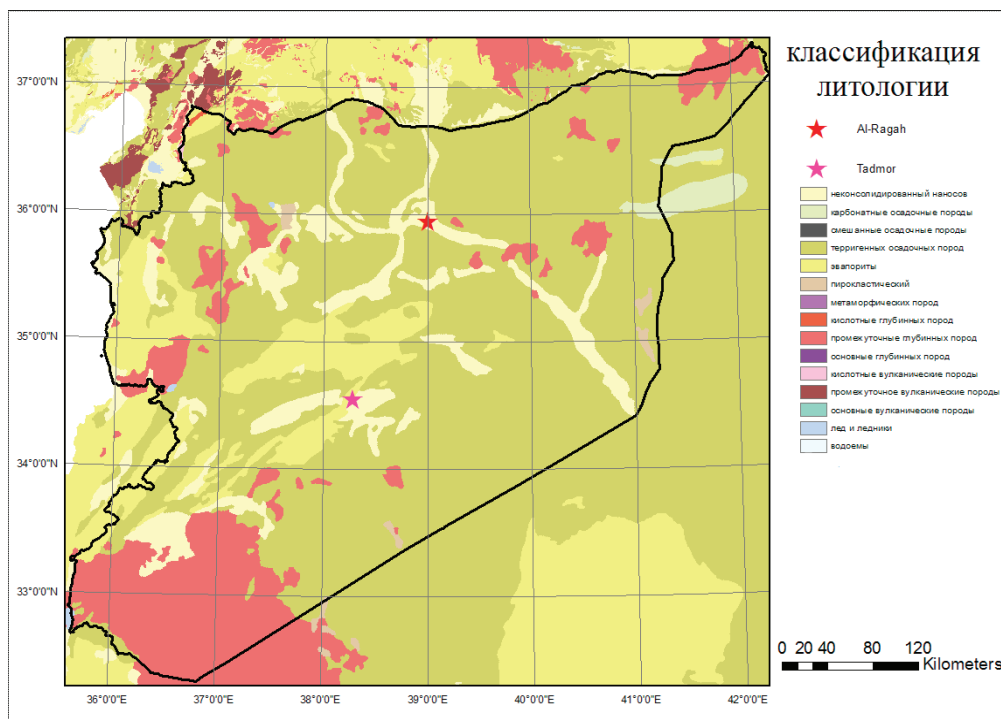 классификация
литологии
Al-Ragah
Tadmor
неконсолидированный наносов
карбонатные осадочные породы
смешанные осадочные породы
терригенных осадочных пород
эвапориты
пирокластический
метаморфических пород
кислотные глубинных пород
промежуточные глубинных пород
основные глубинных пород
кислотные вулканические породы
промежуточное вулканические породы
основные вулканические породы
лед и ледники
водоемы
37°0'0"N
36°0'0"N
35°0'0"N
34°0'0"N
33°0'0"N
36°0'0"E 37°0'0"E 38°0'0"E 39°0'0"E 40°0'0"E 41°0'0"E 42°0'0"E
0 20 40 80 120
Kilometers